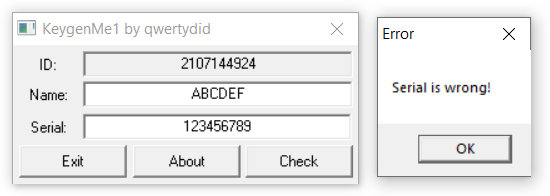 KeygenMe1 by qwertydid
ID: 2107144924
Name: ABCDEF
Serial: 123456789
Exit About Check
Error
Serial is wrong!
OK